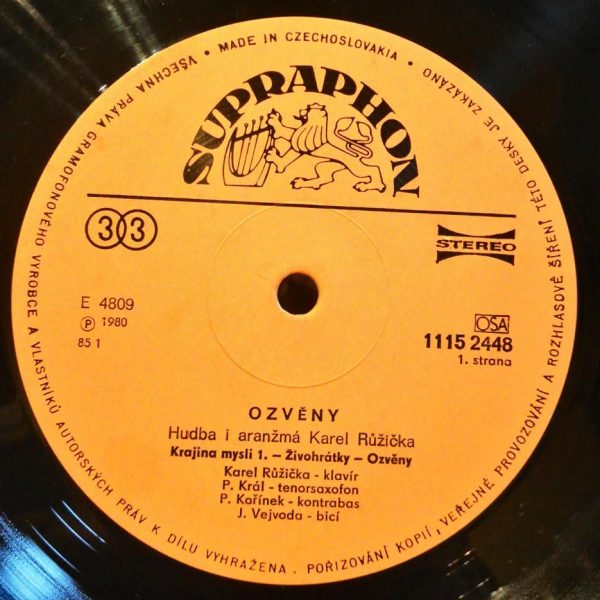 VŠECHNA PRÁVA GRAMOFONOVÉHO VÝROBCE A VLASTNÍKŮ AUTORSKÝCH PRÁV K DÍLU VYHRAŽENA. POŘIZOVÁNÍ KOPIÍ, VEŘEJNÉ PROVOZOVÁNÍ A ROZHLASOVÉ ŠÍŘENÍ TÉTO DESKY JE ZAKÁZÁNO
• MADE IN CZECHOSLOVAKIA •
SUPRAPHON
33
STEREO
E 4809
Ⓟ 1980
85 1
OSA
1115 2448
1. strana
OZVĚNY
Hudba i aranžmá Karel Růžička
Krajina mysli 1. – Živohrátky – Ozvěny
Karel Růžička - klavír
P. Král - tenorsaxofon
P. Kořínek - kontrabas
J. Vejvoda - bicí